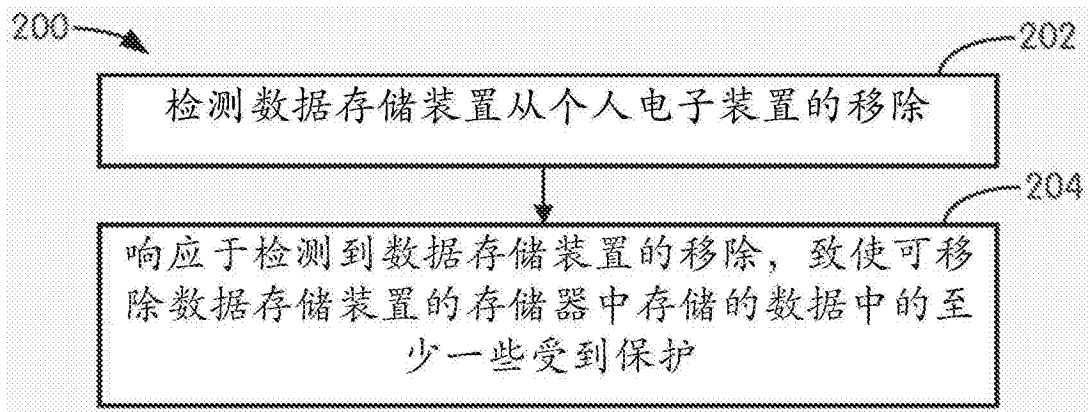 200
202
检测数据存储装置从个人电子装置的移除
204
响应于检测到数据存储装置的移除，致使可移
除数据存储装置的存储器中存储的数据中的至
少一些受到保护